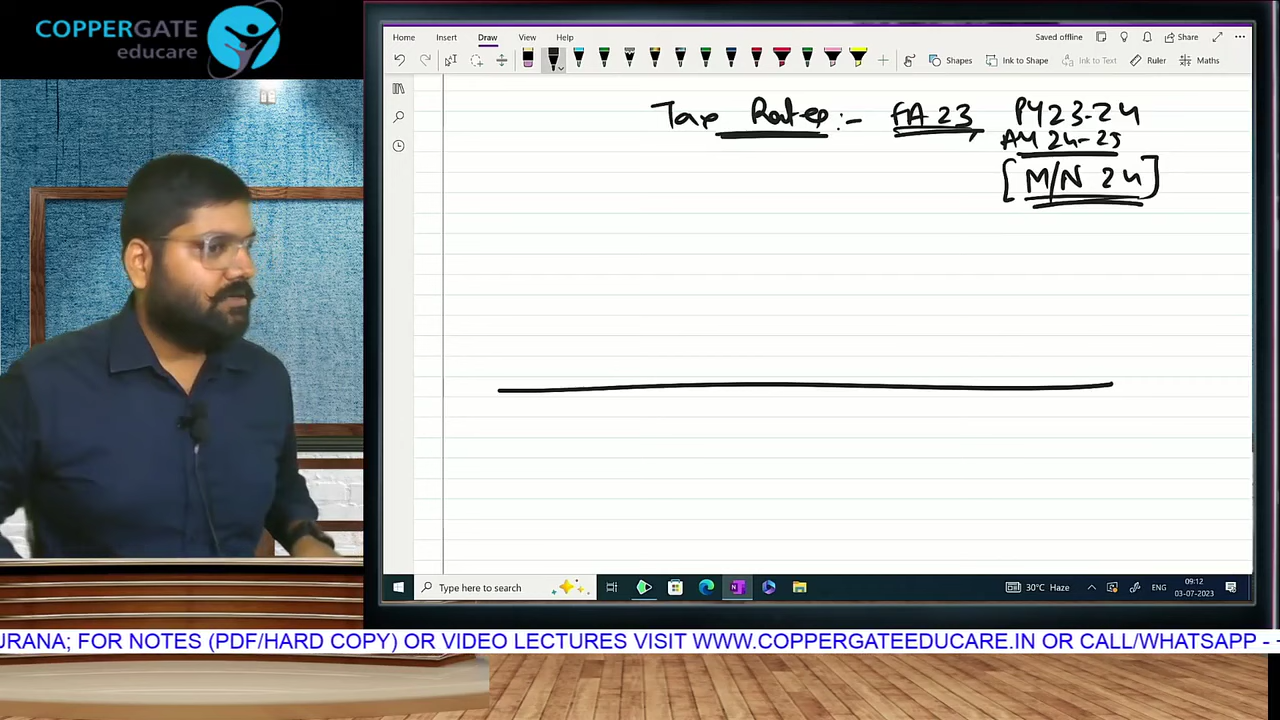 COPPERGATE
educare
Home Insert Draw View Help
Saved offline
Share
Shapes
Ink to Shape
Ink to Text
Ruler
Maths
Tax Rates :- FA 23 PY 23-24
AY 24-25
[M/N 24]
Type here to search
30°C Haze
ENG
09:12
03-07-2023
JRANA; FOR NOTES (PDF/HARD COPY) OR VIDEO LECTURES VISIT WWW.COPPERGATEEDUCARE.IN OR CALL/WHATSAPP -